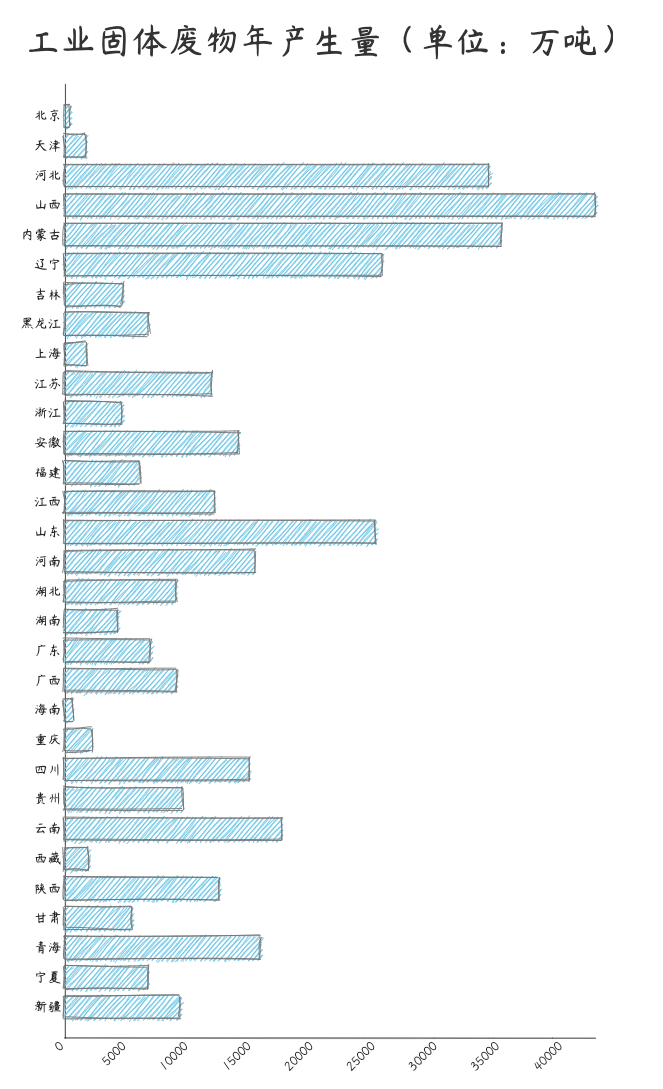 工业固体废物年产生量（单位：万吨）
北京
天津
河北
山西
内蒙古
辽宁
吉林
黑龙江
上海
江苏
浙江
安徽
福建
江西
山东
河南
湖北
湖南
广东
广西
海南
重庆
四川
贵州
云南
西藏
陕西
甘肃
青海
宁夏
新疆
0 5000 10000 15000 20000 25000 30000 35000 40000